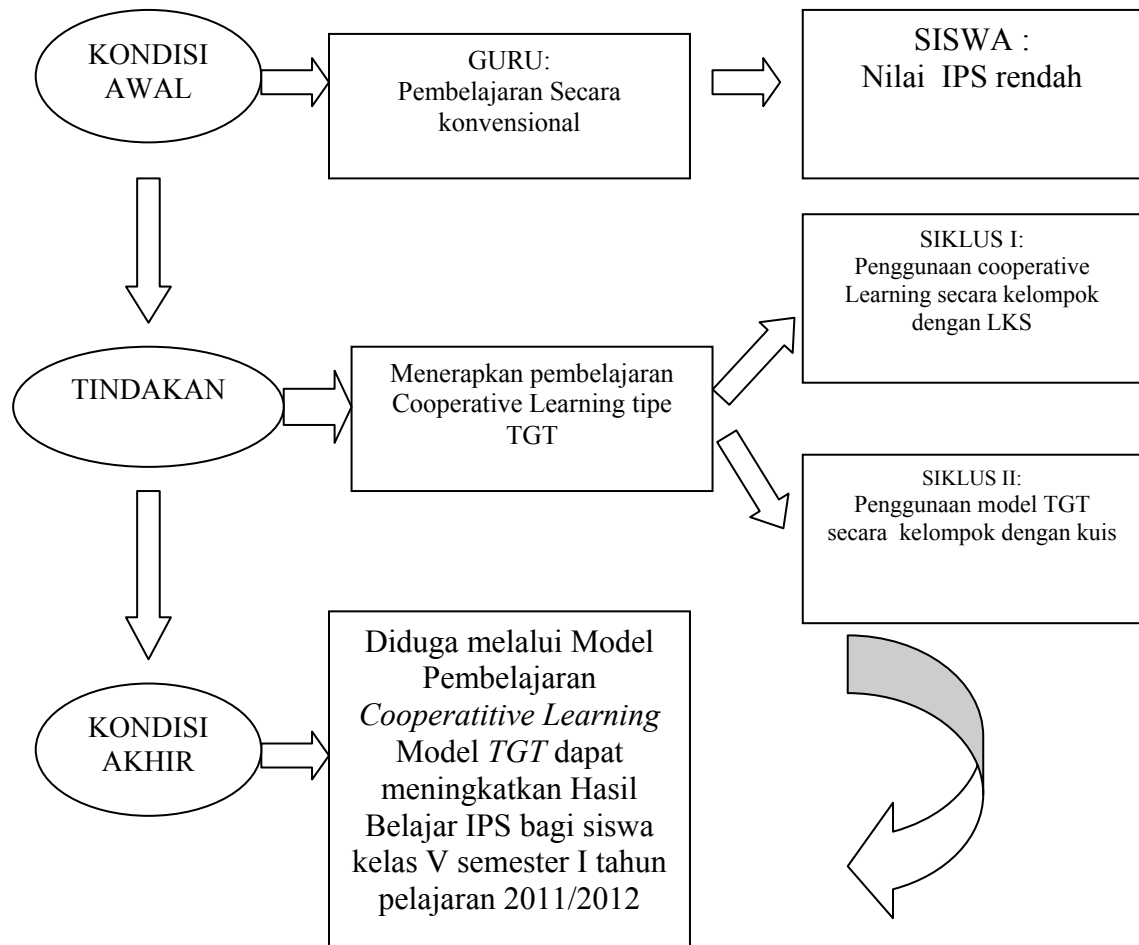 KONDISI
AWAL
GURU:
Pembelajaran Secara
konvensional
SISWA :
Nilai  IPS rendah
SIKLUS I:
Penggunaan cooperative
Learning secara kelompok
dengan LKS
TINDAKAN
Menerapkan pembelajaran
Cooperative Learning tipe
TGT
SIKLUS II:
Penggunaan model TGT
secara  kelompok dengan kuis
KONDISI
AKHIR
Diduga melalui Model
Pembelajaran
Cooperatitive Learning
Model TGT dapat
meningkatkan Hasil
Belajar IPS bagi siswa
kelas V semester I tahun
pelajaran 2011/2012